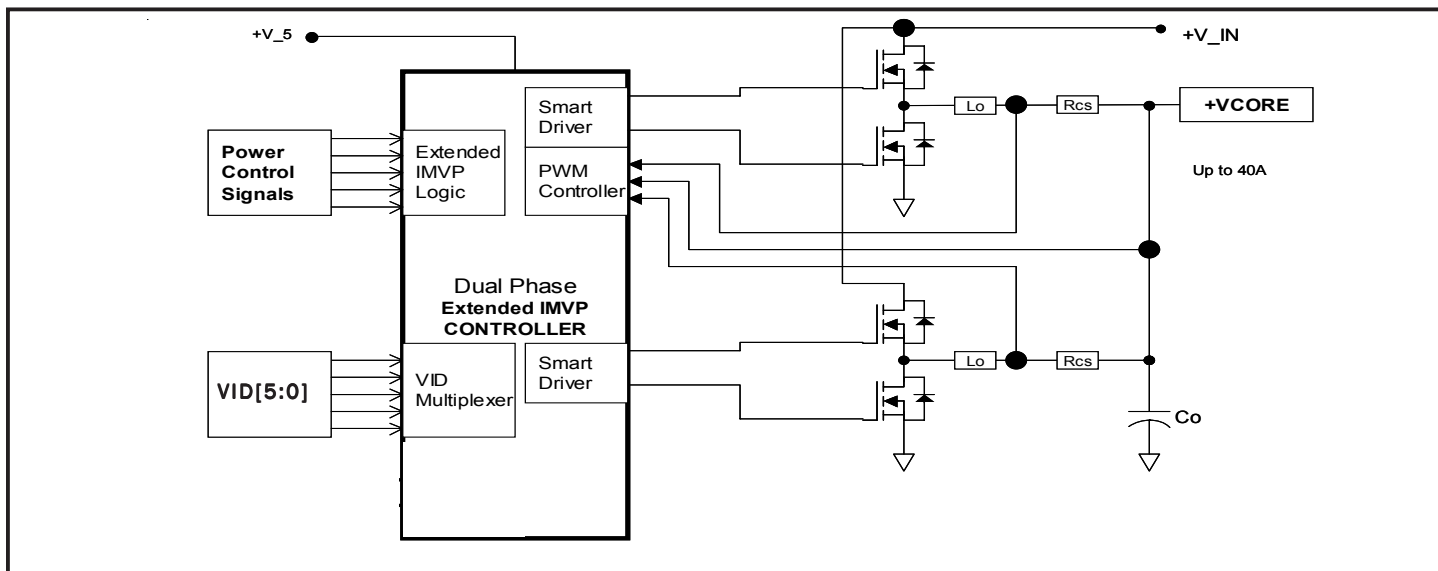 +V_5
+V_IN
Smart
Driver
Lo
Rcs
+VCORE
Power
Control
Signals
Extended
IMVP
Logic
PWM
Controller
Up to 40A
Dual Phase
Extended IMVP
CONTROLLER
VID[5:0]
VID
Multiplexer
Smart
Driver
Lo
Rcs
Co